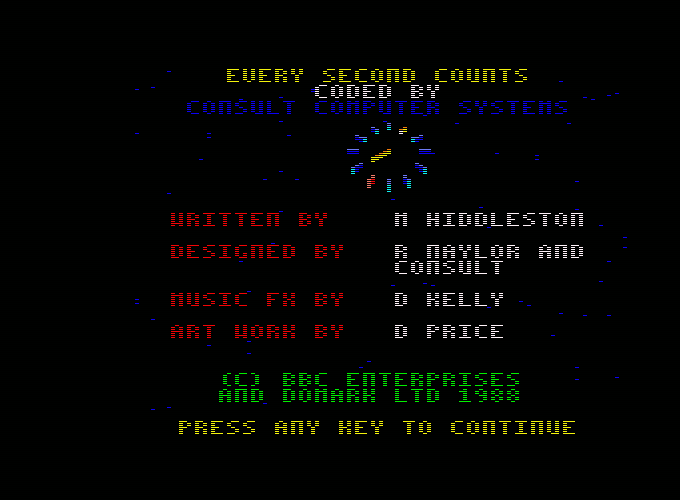 EVERY SECOND COUNTS
CODED BY
CONSULT COMPUTER SYSTEMS
WRITTEN BY M HIDDLESTON
DESIGNED BY R NAYLOR AND
CONSULT
MUSIC FX BY D KELLY
ART WORK BY D PRICE
(C) BBC ENTERPRISES
AND DOMARK LTD 1988
PRESS ANY KEY TO CONTINUE